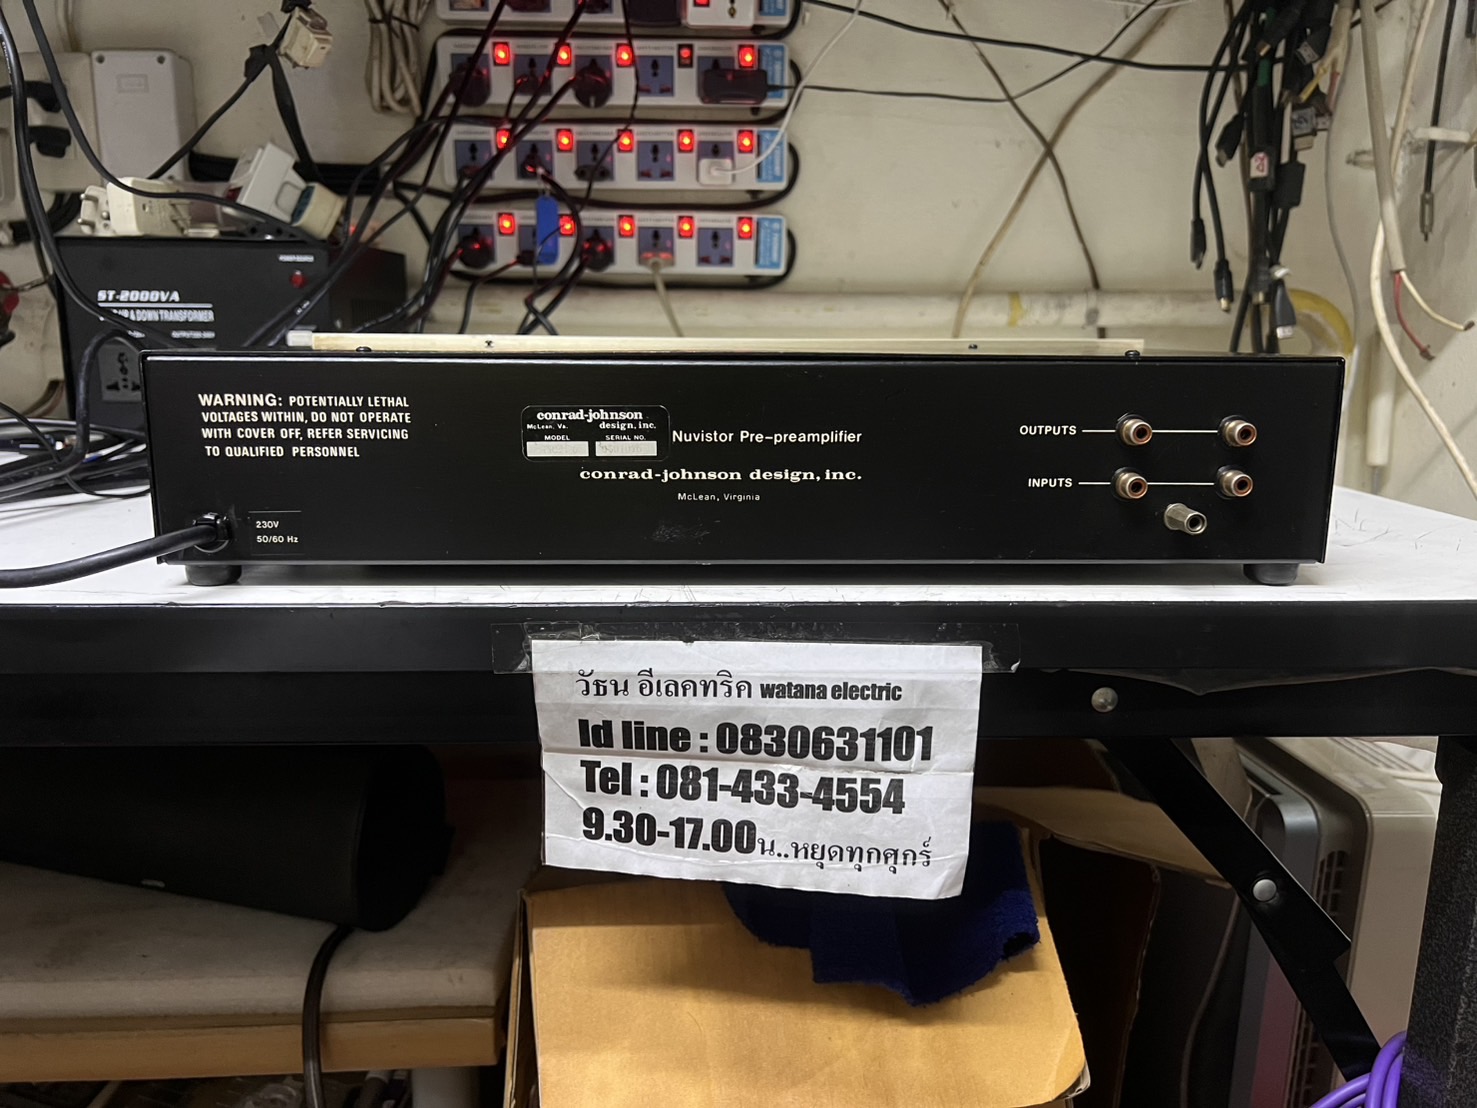 ST-2000VA
& DOWN TRANSFORMER
WARNING: POTENTIALLY LETHAL
VOLTAGES WITHIN, DO NOT OPERATE
WITH COVER OFF, REFER SERVICING
TO QUALIFIED PERSONNEL
230V
50/60 Hz
conrad-johnson
McLean, Va. design, inc.
MODEL SERIAL NO.
Nuvistor Pre-preamplifier
conrad-johnson design, inc.
McLean, Virginia
OUTPUTS
INPUTS
วัธน อีเลคทริค watana electric
Id line : 0830631101
Tel : 081-433-4554
9.30-17.00น..หยุดทุกศุกร์